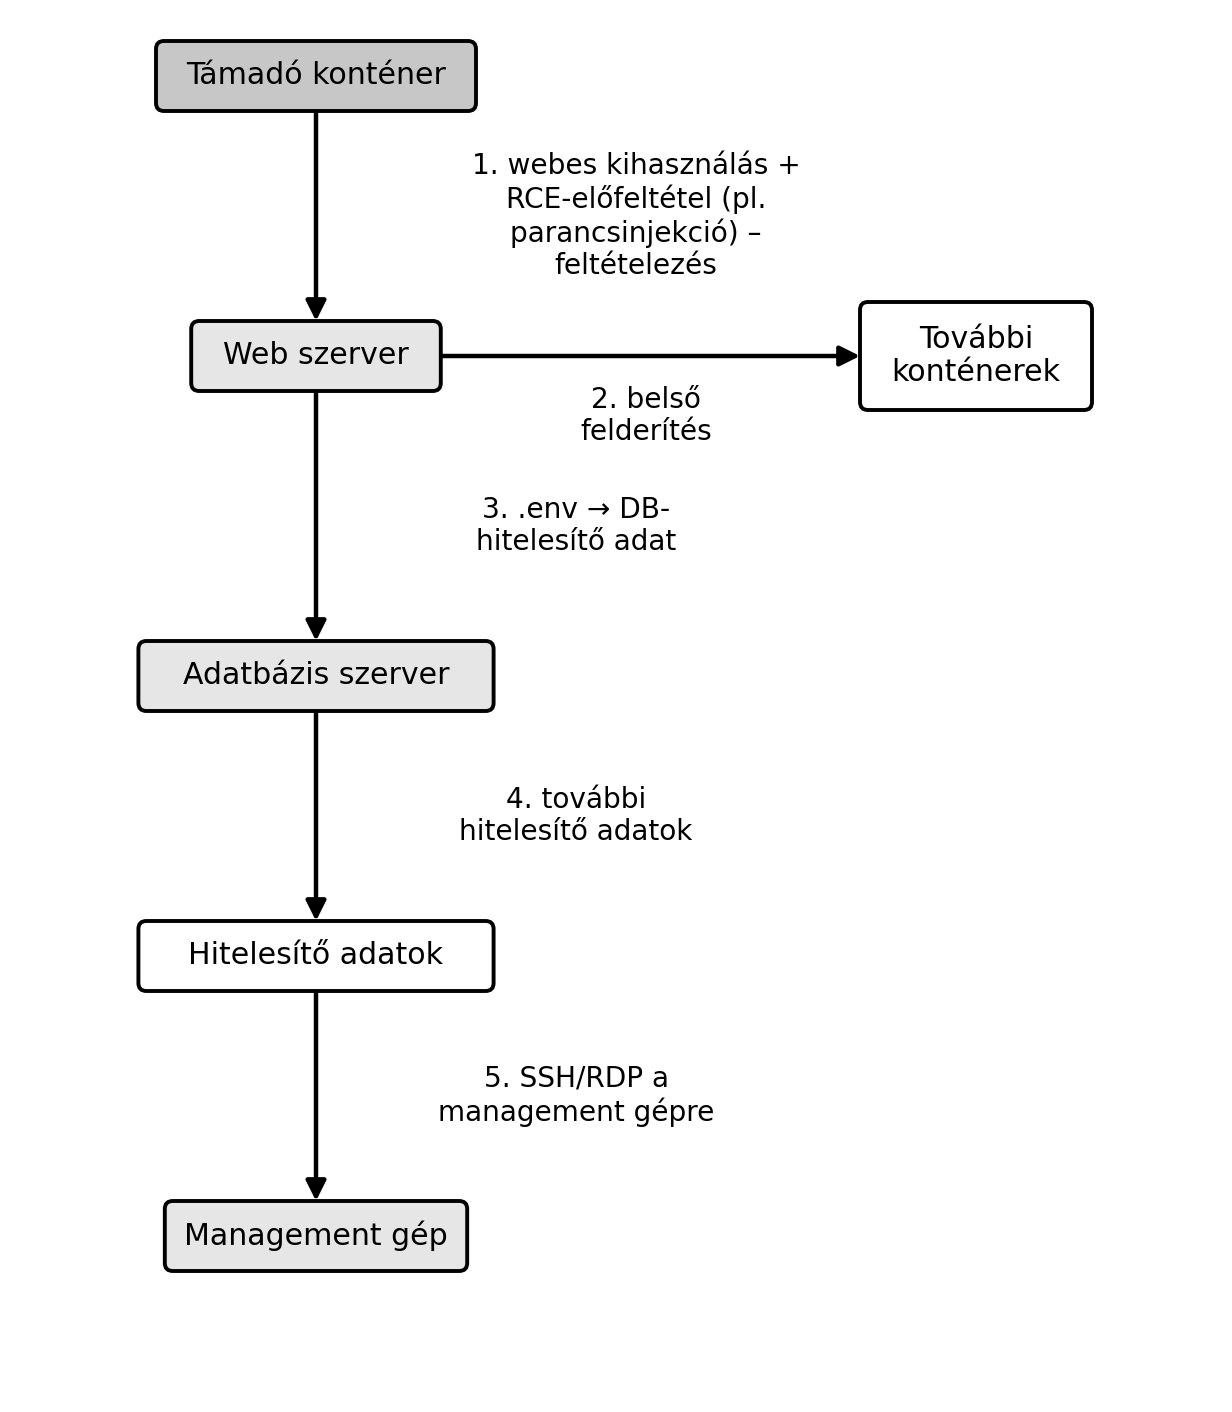 Támadó konténer
1. webes kihasználás +
RCE-előfeltétel (pl.
parancsinjekció) –
feltételezés
Web szerver
További
konténerek
2. belső
felderítés
3. .env → DB-
hitelesítő adat
Adatbázis szerver
4. további
hitelesítő adatok
Hitelesítő adatok
5. SSH/RDP a
management gépre
Management gép